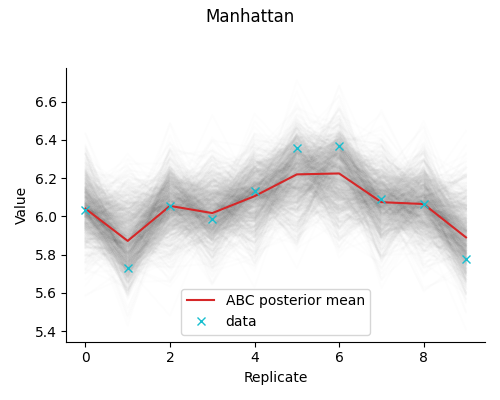 Manhattan
Value
6.6
6.4
6.2
6.0
5.8
5.6
5.4
ABC posterior mean
data
0
2
4
6
8
Replicate